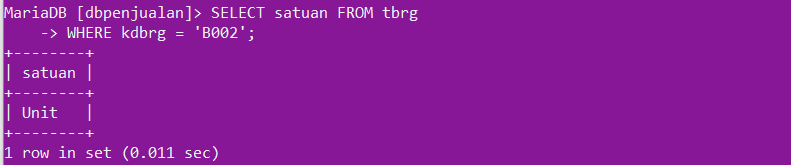 MariaDB [dbpenjualan]> SELECT satuan FROM tbrg
    -> WHERE kdbrg = 'B002';
+--------+
| satuan |
+--------+
| Unit   |
+--------+
1 row in set (0.011 sec)